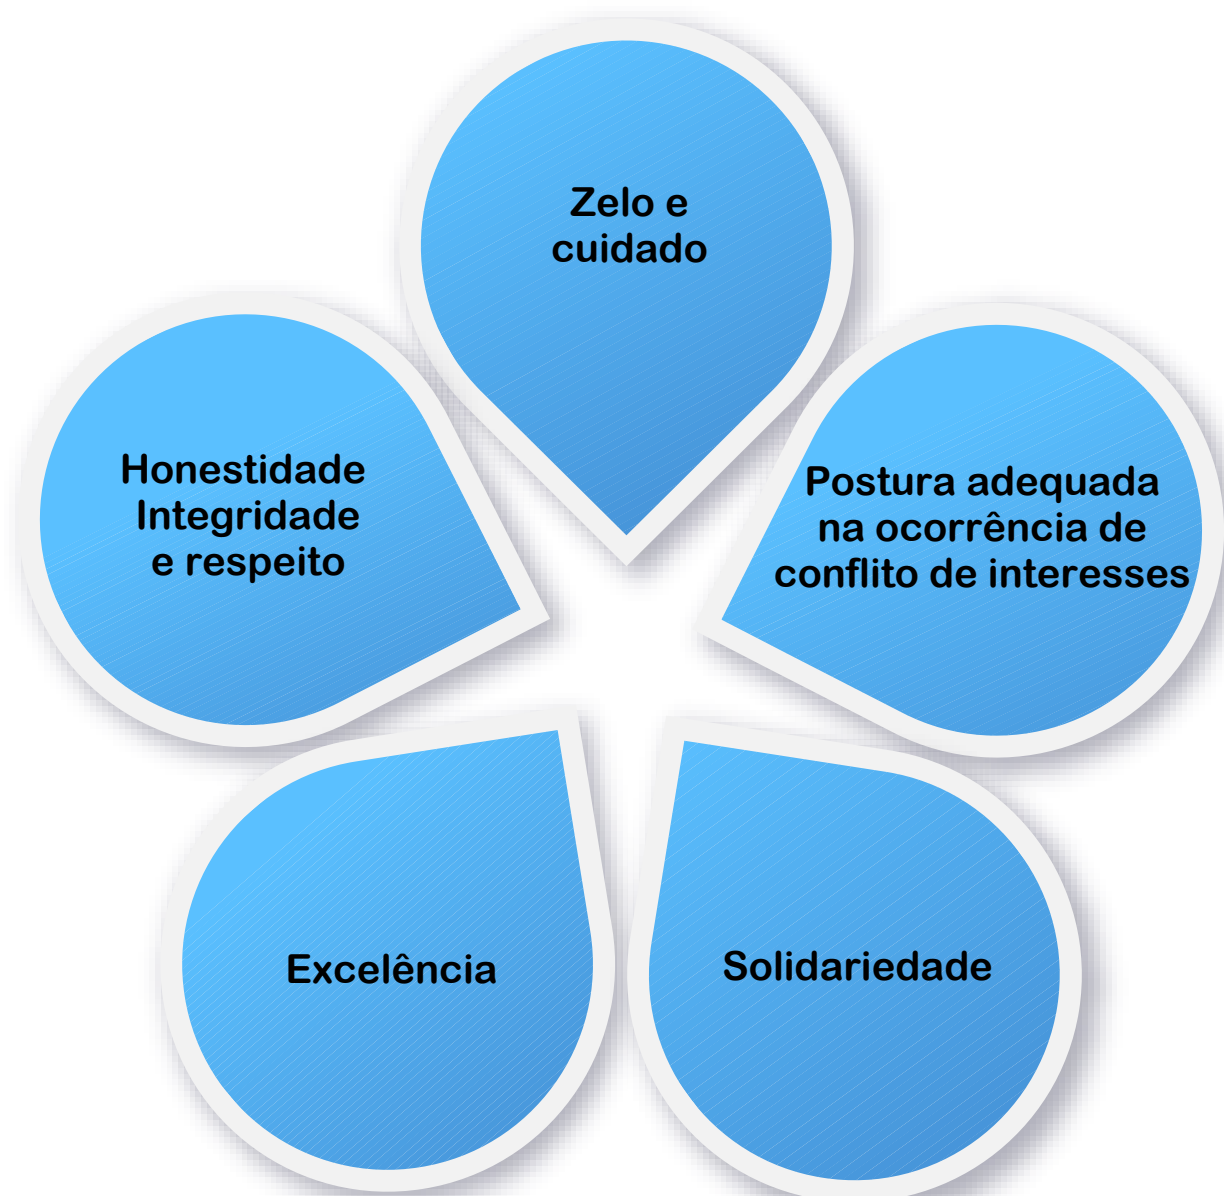 Zelo e
cuidado
Honestidade
Integridade
e respeito
Postura adequada
na ocorrência de
conflito de interesses
Excelência
Solidariedade